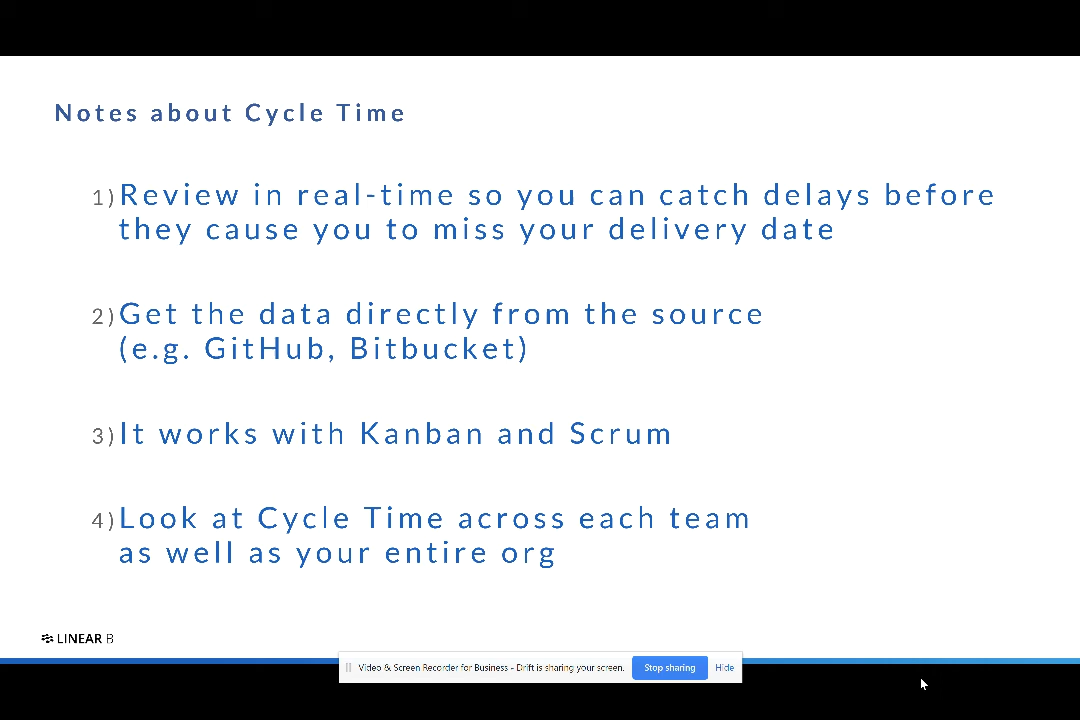 Notes about Cycle Time
1) Review in real-time so you can catch delays before
they cause you to miss your delivery date
2) Get the data directly from the source
(e.g. GitHub, Bitbucket)
3) It works with Kanban and Scrum
4) Look at Cycle Time across each team
as well as your entire org
LINEAR B
Video & Screen Recorder for Business - Drift is sharing your screen. Stop sharing Hide